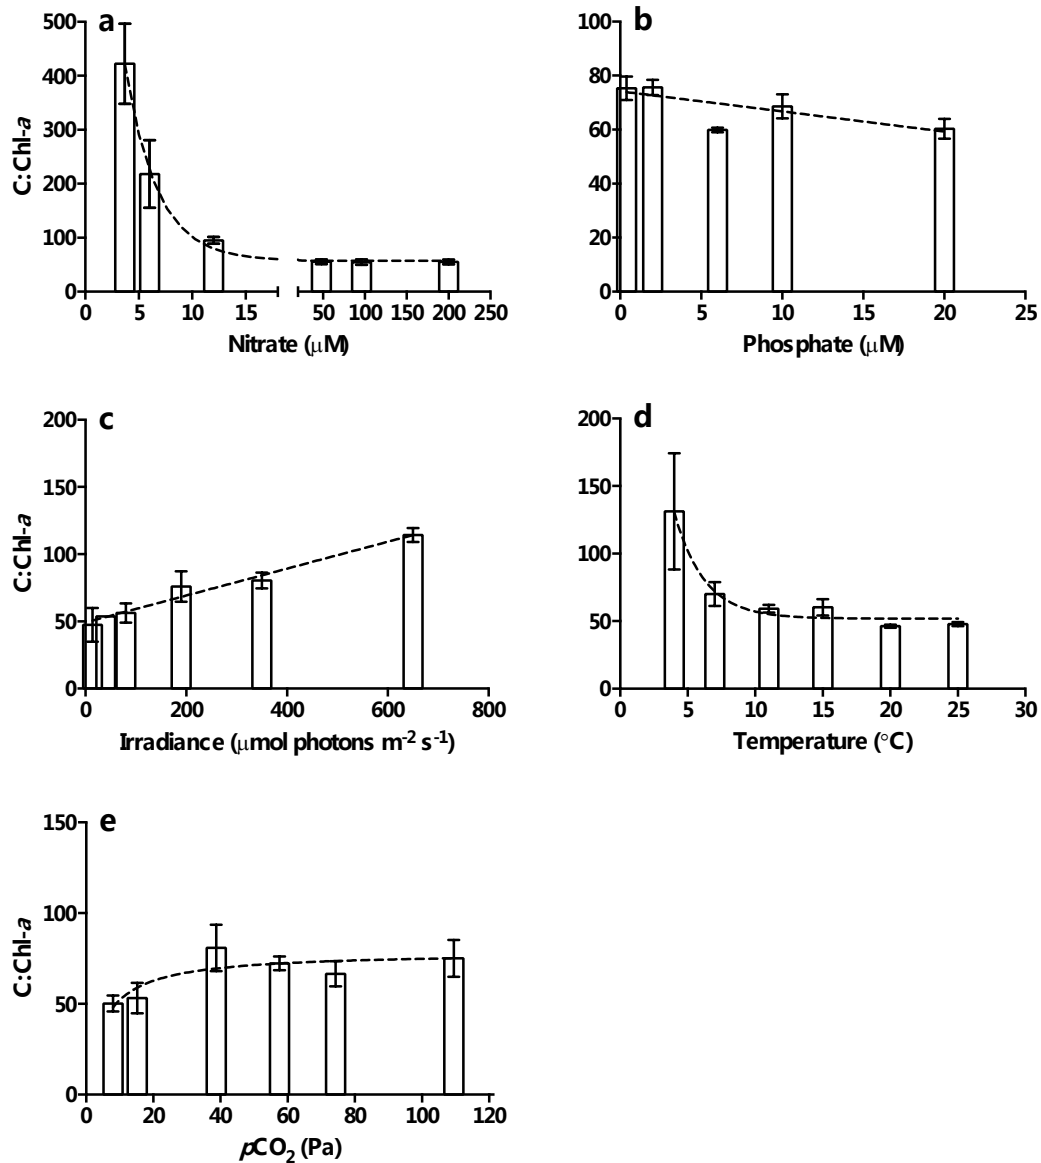 a
500
400
300
200
100
0
C:Chl-a
0 5 10 15 50 100 150 200 250
Nitrate (μM)
b
100
80
60
40
20
0
0 5 10 15 20 25
Phosphate (μM)
c
200
150
100
50
0
C:Chl-a
0 200 400 600 800
Irradiance (μmol photons m⁻² s⁻¹)
d
200
150
100
50
0
0 5 10 15 20 25 30
Temperature (°C)
e
150
100
50
0
C:Chl-a
0 20 40 60 80 100 120
pCO₂ (Pa)